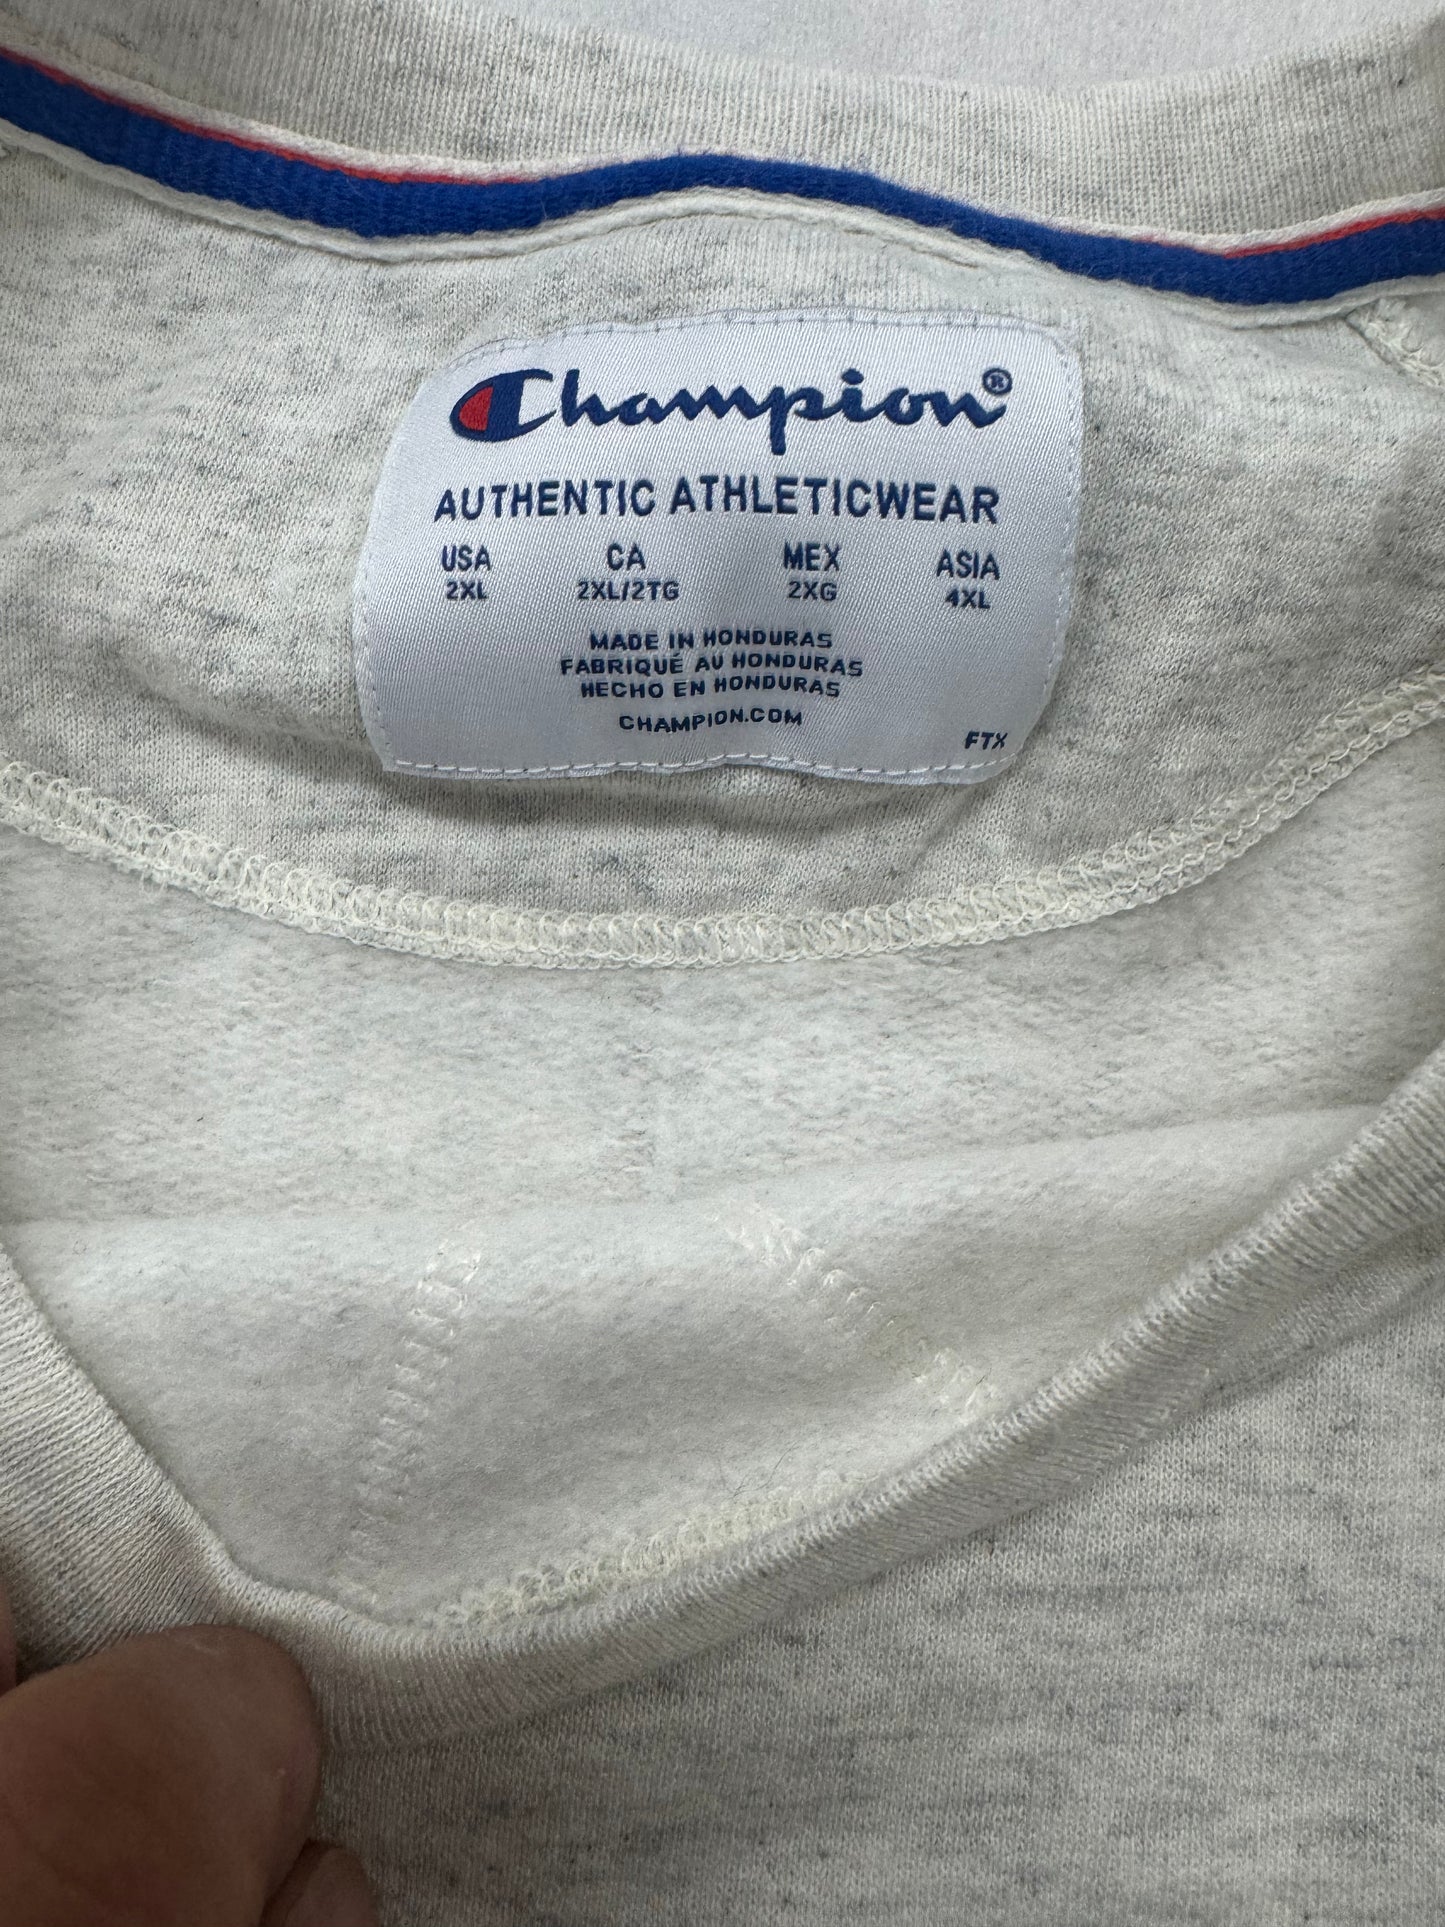 Champion®
AUTHENTIC ATHLETICWEAR
USA CA MEX ASIA
2XL 2XL/2TG 2XG 4XL
MADE IN HONDURAS
FABRIQUÉ AU HONDURAS
HECHO EN HONDURAS
CHAMPION.COM
FTX